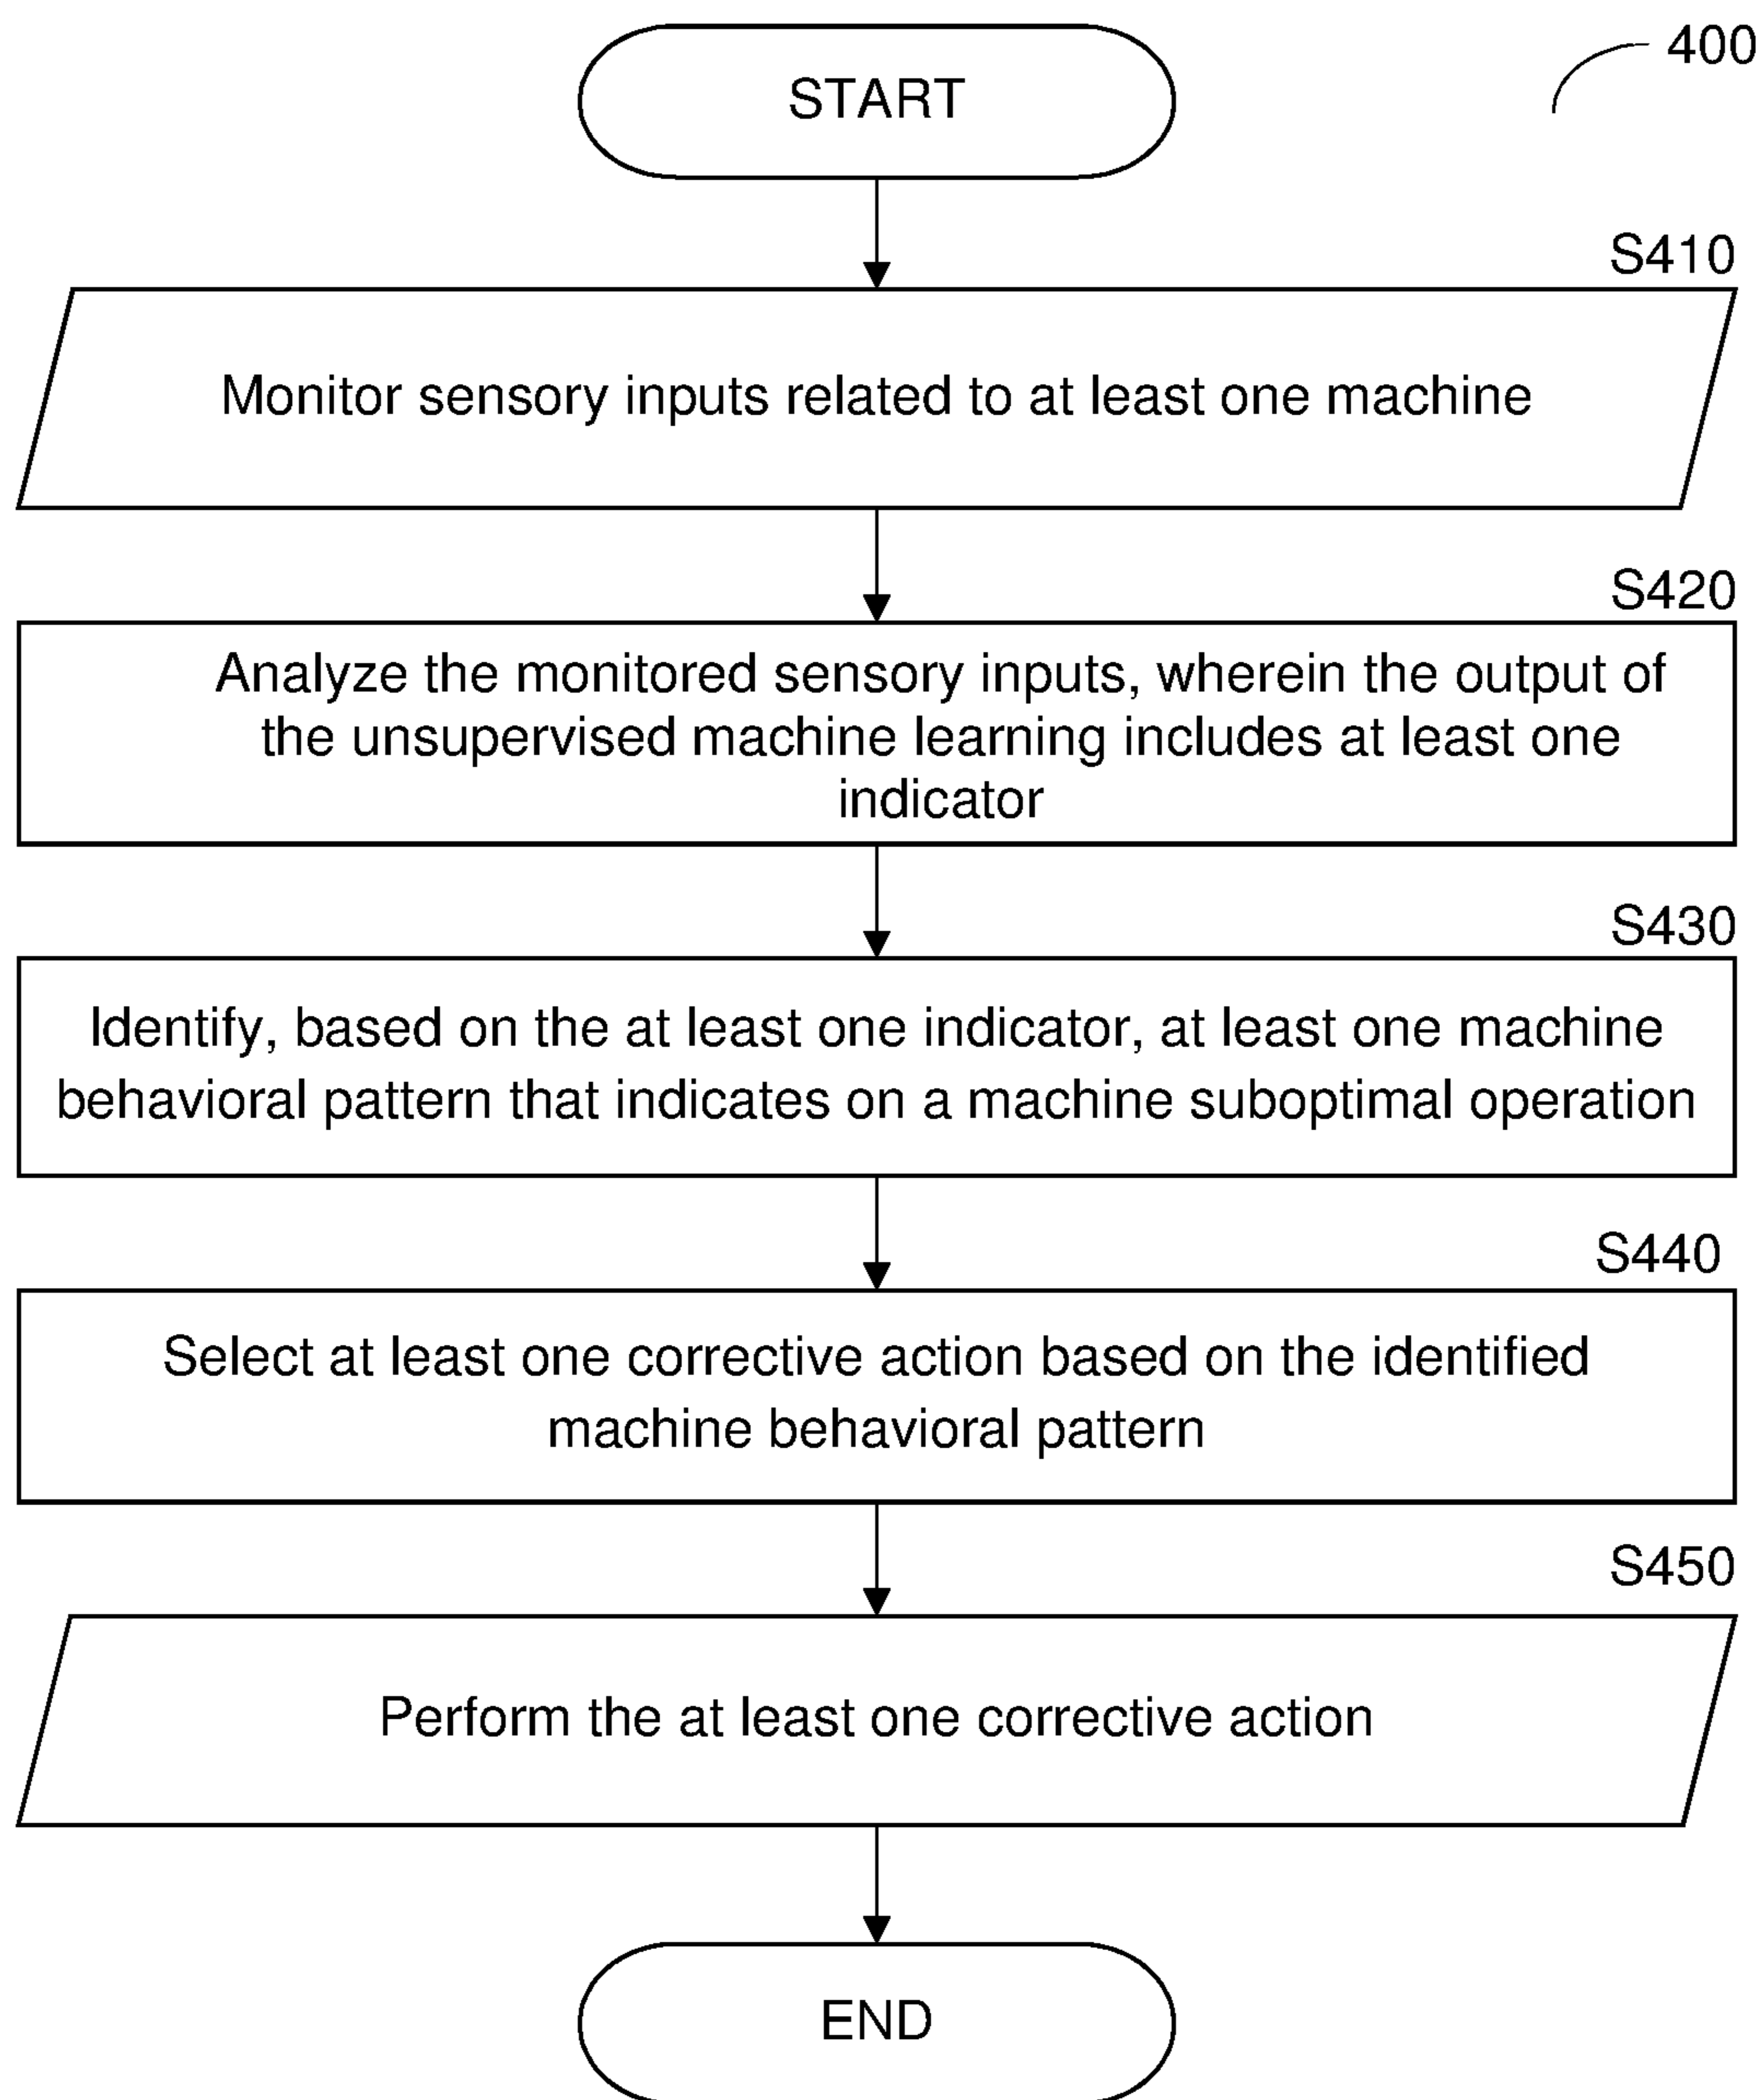 START
400
S410
Monitor sensory inputs related to at least one machine
S420
Analyze the monitored sensory inputs, wherein the output of
the unsupervised machine learning includes at least one
indicator
S430
Identify, based on the at least one indicator, at least one machine
behavioral pattern that indicates on a machine suboptimal operation
S440
Select at least one corrective action based on the identified
machine behavioral pattern
S450
Perform the at least one corrective action
END